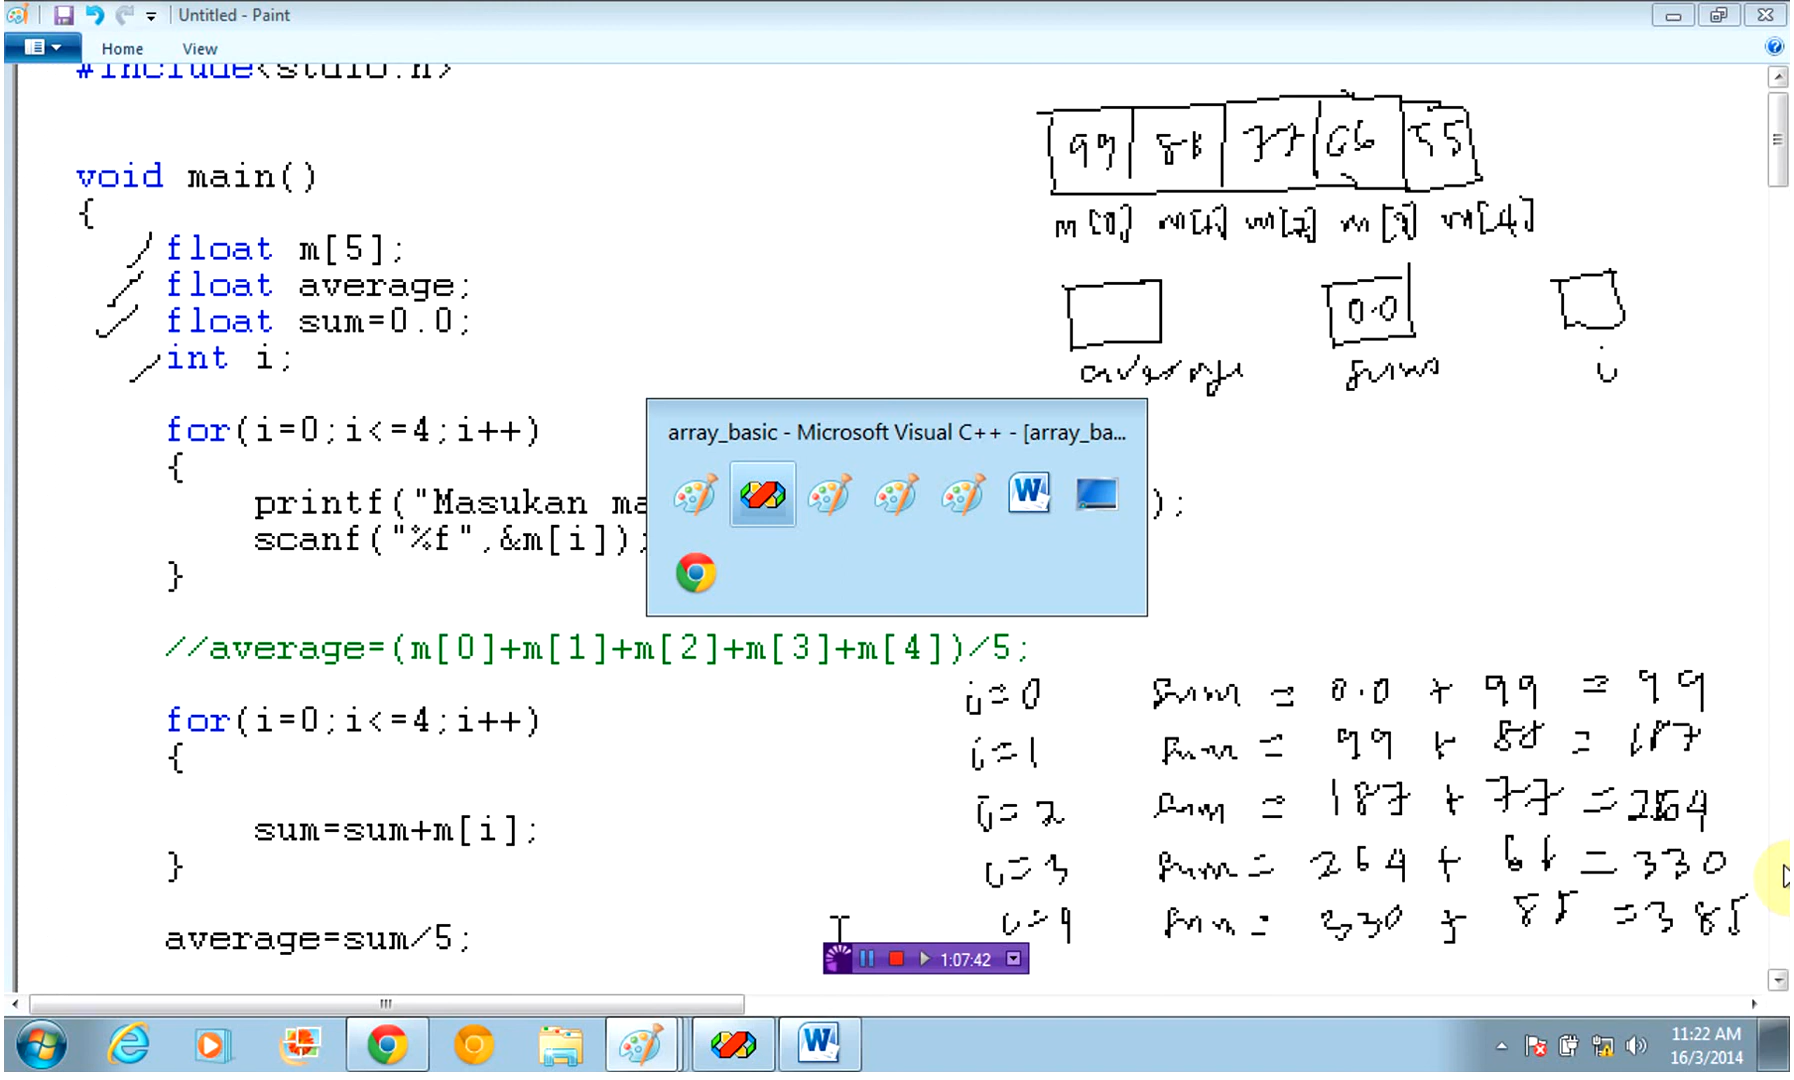 Untitled - Paint
Home View
#include<stdio.h>
void main()
{
float m[5];
float average;
float sum=0.0;
int i;
for(i=0;i<=4;i++)
{
printf("Masukan ma );
scanf("%f",&m[i]);
}
//average=(m[0]+m[1]+m[2]+m[3]+m[4])/5;
for(i=0;i<=4;i++)
{
sum=sum+m[i];
}
average=sum/5;
99 88 77 66 55
m[0] m[1] m[2] m[3] m[4]
0.0
average sum i
array_basic - Microsoft Visual C++ - [array_ba...
i=0 sum = 0.0 + 99 = 99
i=1 sum = 99 + 88 = 187
i=2 sum = 187 + 77 = 264
i=3 sum = 264 + 66 = 330
i=4 sum = 330 + = 385
1:07:42
11:22 AM
16/3/2014